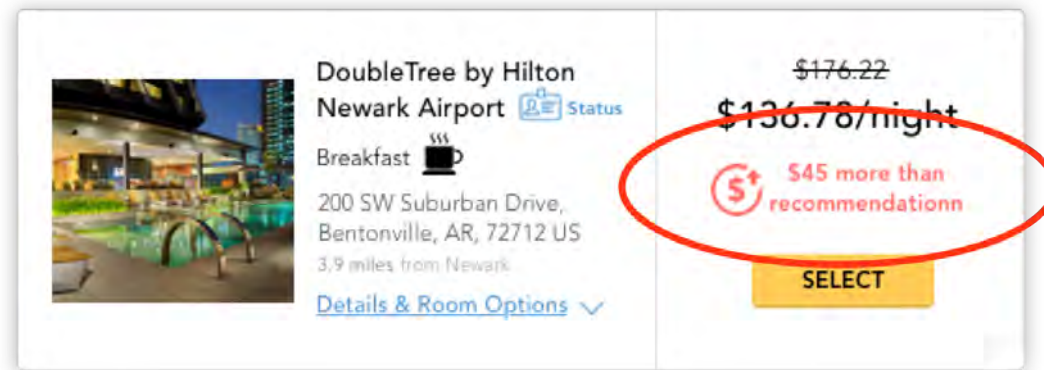 DoubleTree by Hilton
Newark Airport Status
Breakfast
200 SW Suburban Drive,
Bentonville, AR, 72712 US
3.9 miles from Newark
Details & Room Options
$176.22
$136.78/night
$45 more than
recommendationn
SELECT